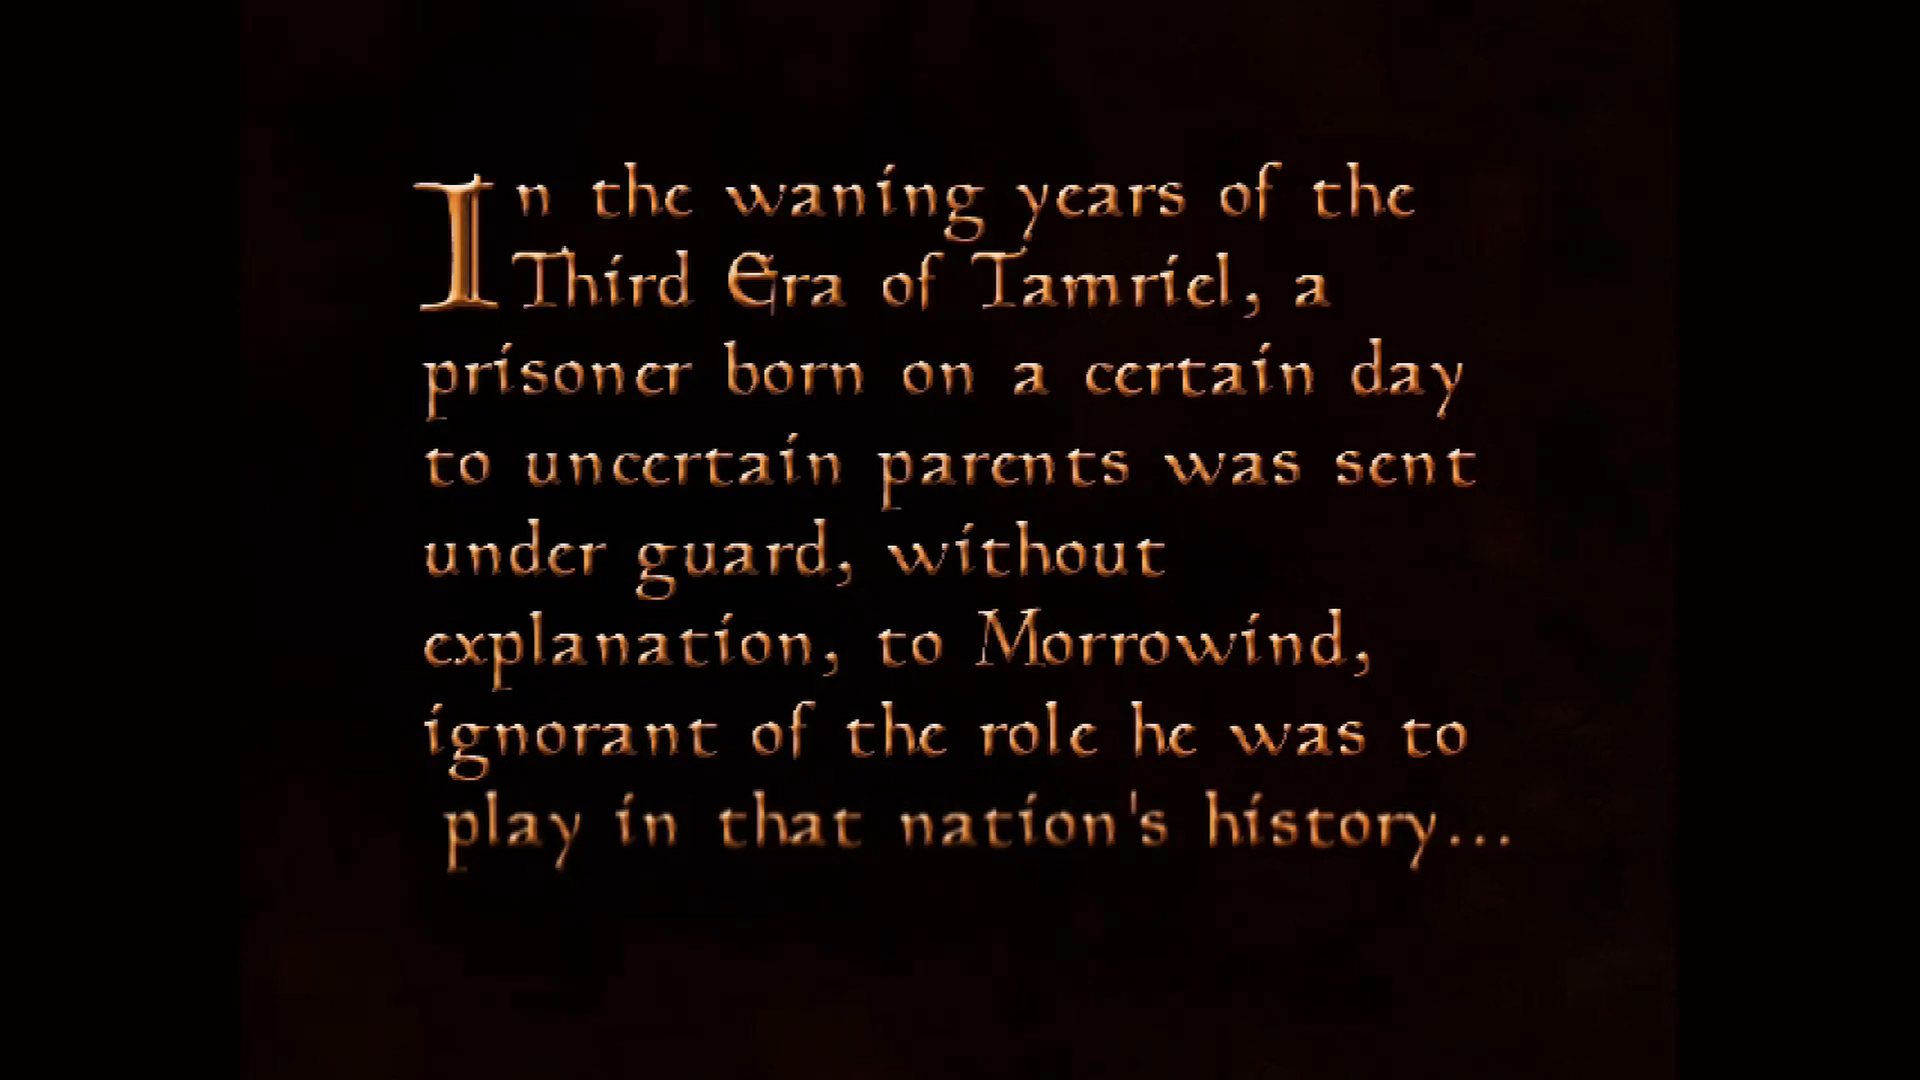 In the waning years of the
Third Era of Tamriel, a
prisoner born on a certain day
to uncertain parents was sent
under guard, without
explanation, to Morrowind,
ignorant of the role he was to
play in that nation's history...